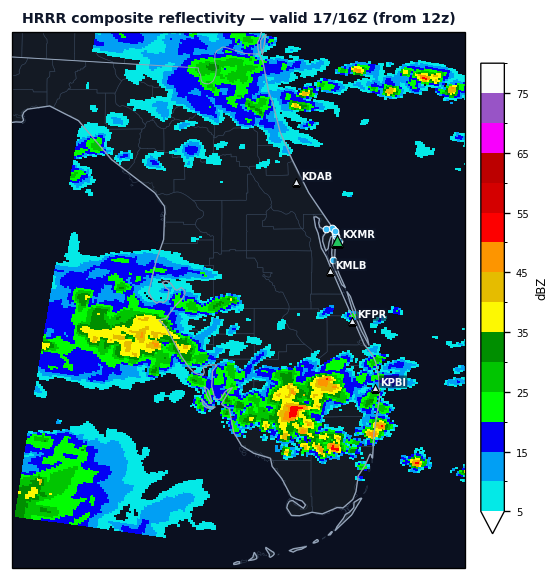 HRRR composite reflectivity — valid 17/16Z (from 12z)
KDAB
KXMR
KMLB
KFPR
KPBI
75
65
55
45
35
25
15
5
dBZ